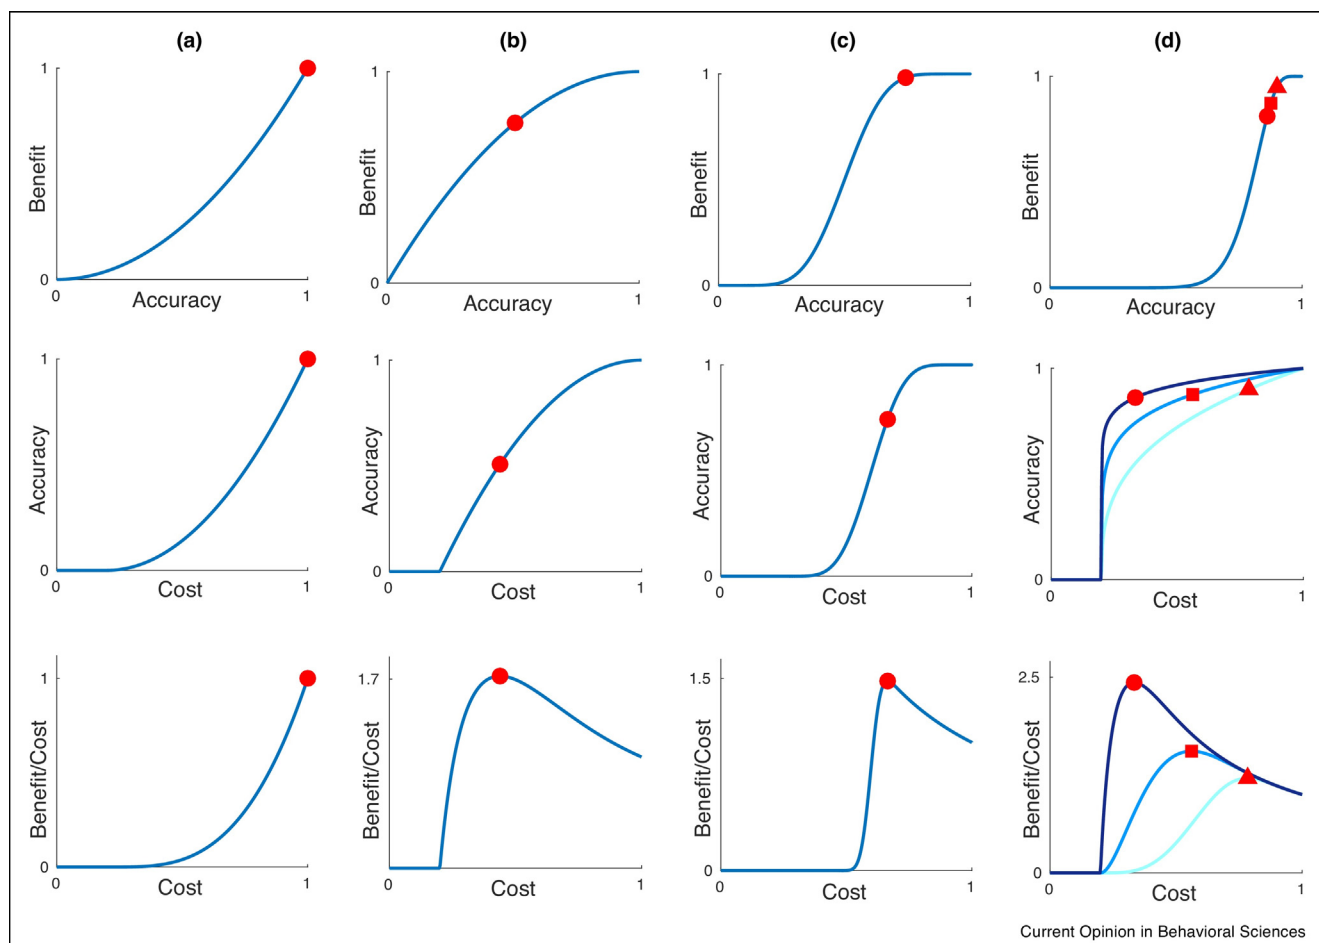 (a) (b) (c) (d)
1 1 1 1
Benefit Benefit Benefit Benefit
0 0 0 0
0 1 0 1 0 1 0 1
Accuracy Accuracy Accuracy Accuracy
1 1 1 1
Accuracy Accuracy Accuracy Accuracy
0 0 0 0
0 1 0 1 0 1 0 1
Cost Cost Cost Cost
1 1.7 1.5 2.5
Benefit/Cost Benefit/Cost Benefit/Cost Benefit/Cost
0 0 0
0 1 0 1 0 1 0 1
Cost Cost Cost Cost
Current Opinion in Behavioral Sciences